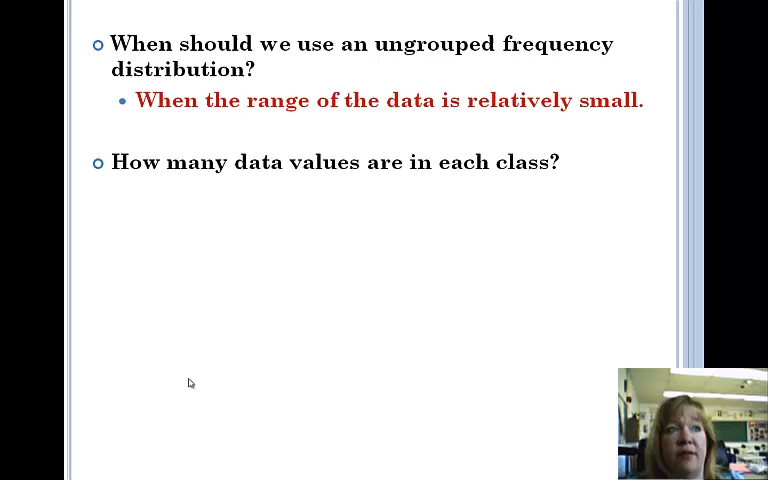 When should we use an ungrouped frequency
distribution?
When the range of the data is relatively small.
How many data values are in each class?